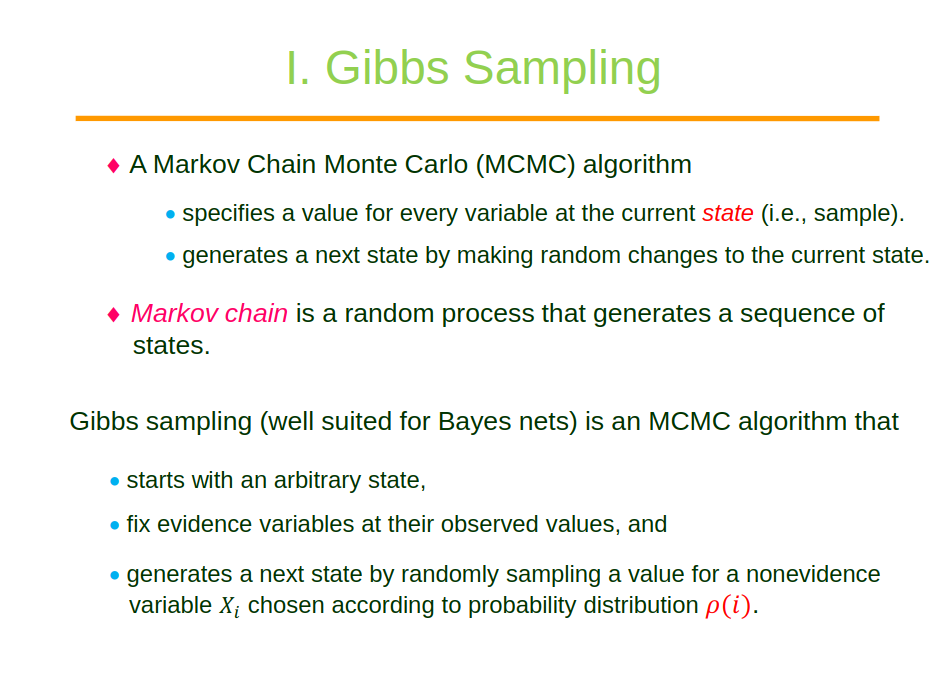 I. Gibbs Sampling
♦ A Markov Chain Monte Carlo (MCMC) algorithm
• specifies a value for every variable at the current state (i.e., sample).
• generates a next state by making random changes to the current state.
♦ Markov chain is a random process that generates a sequence of
states.
Gibbs sampling (well suited for Bayes nets) is an MCMC algorithm that
• starts with an arbitrary state,
• fix evidence variables at their observed values, and
• generates a next state by randomly sampling a value for a nonevidence
variable Xᵢ chosen according to probability distribution ρ(i).